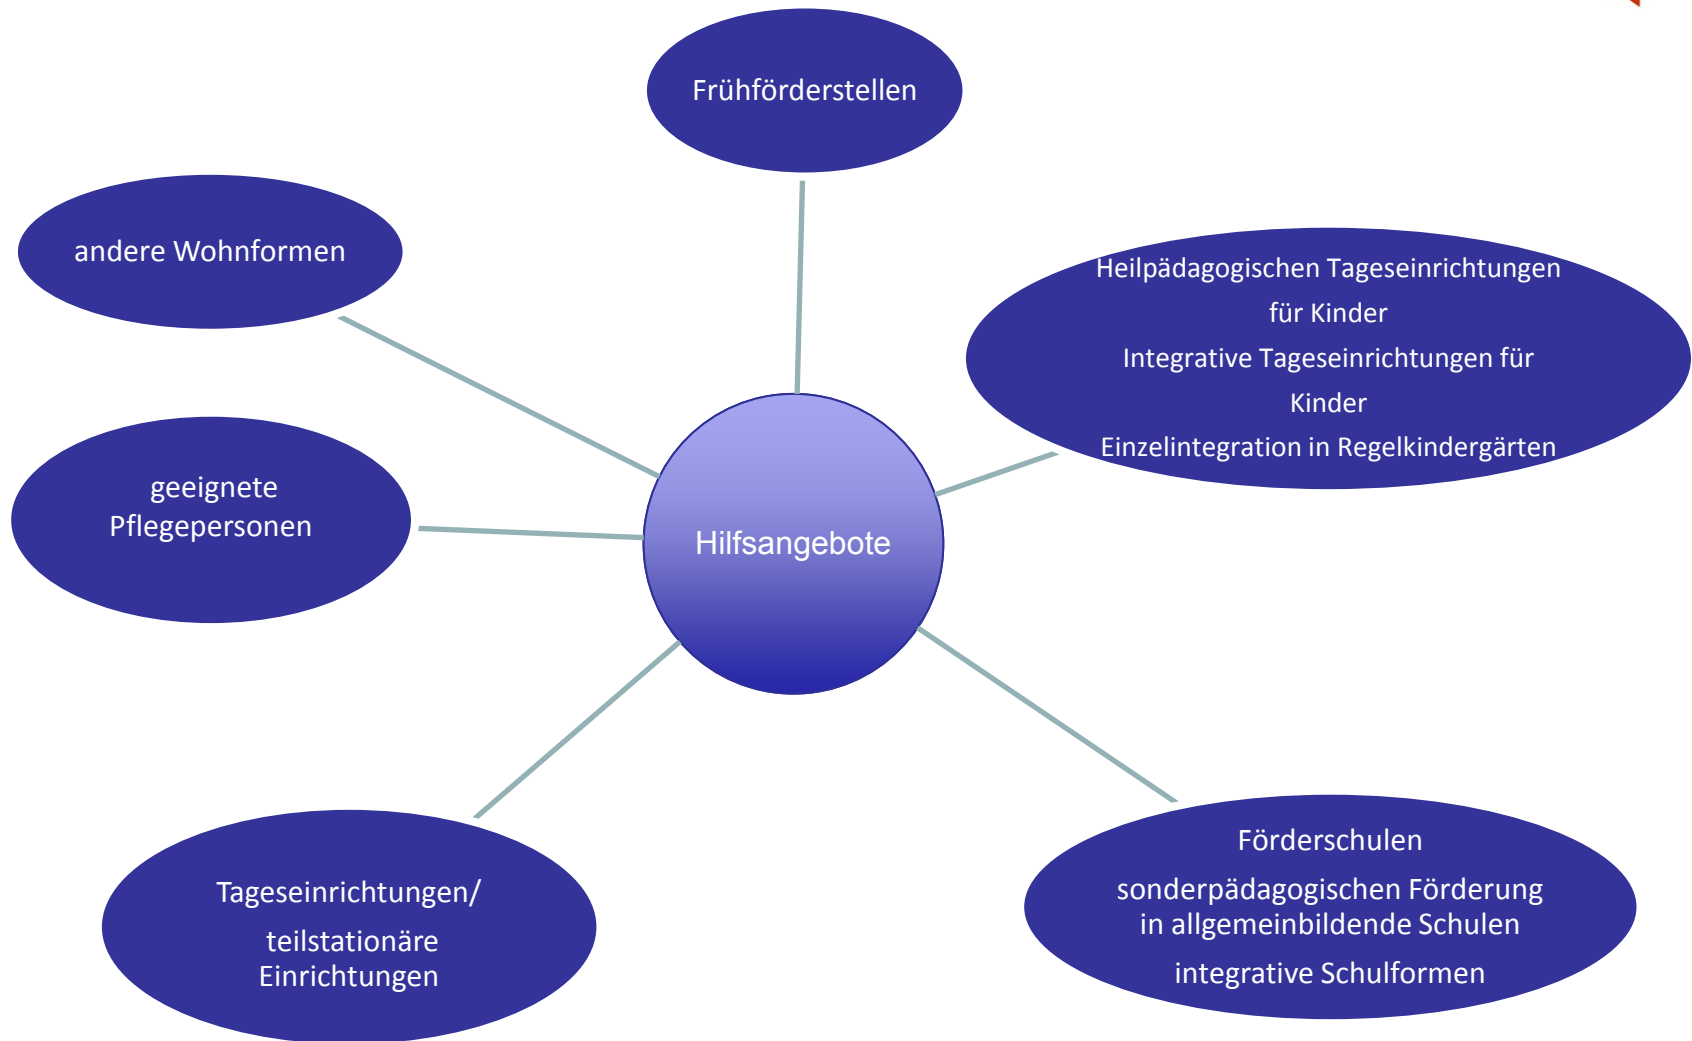 Frühförderstellen
andere Wohnformen
Heilpädagogischen Tageseinrichtungen
für Kinder
Integrative Tageseinrichtungen für
Kinder
Einzelintegration in Regelkindergärten
geeignete
Pflegepersonen
Hilfsangebote
Tageseinrichtungen/
teilstationäre
Einrichtungen
Förderschulen
sonderpädagogischen Förderung
in allgemeinbildende Schulen
integrative Schulformen